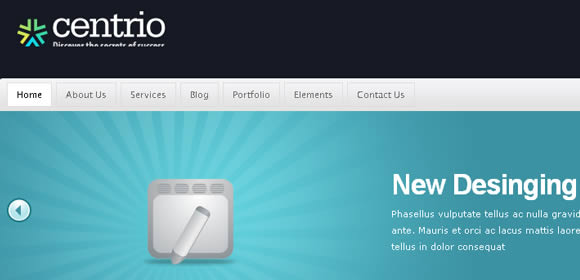 centrio
Discover the secrets of success
Home
About Us
Services
Blog
Portfolio
Elements
Contact Us
New Desinging
Phasellus vulputate tellus ac nulla gravid
ante. Mauris et orci ac lacus mattis laore
tellus in dolor consequat